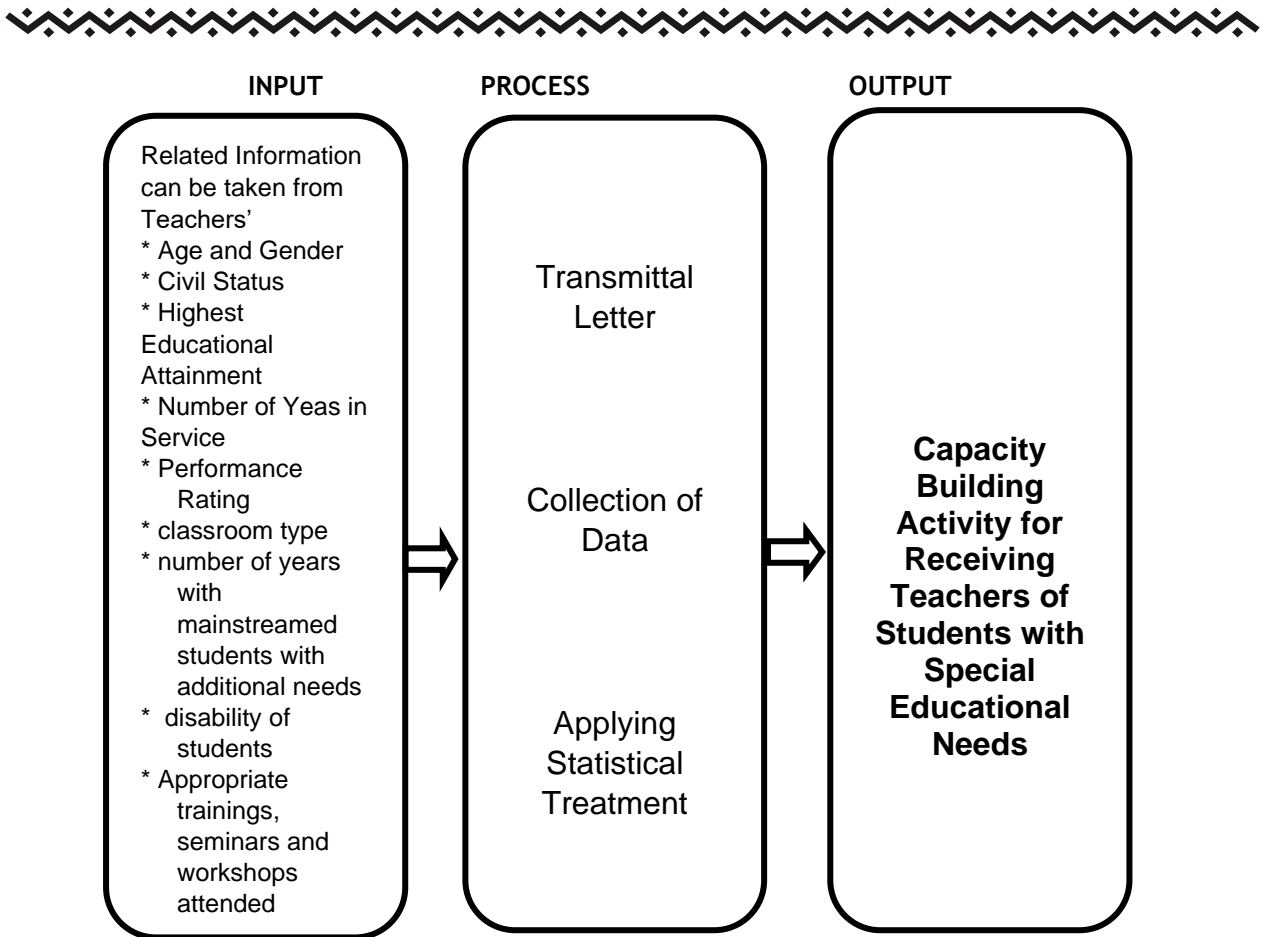 INPUT
PROCESS
OUTPUT
Related Information
can be taken from
Teachers’
* Age and Gender
* Civil Status
* Highest
Educational
Attainment
* Number of Yeas in
Service
* Performance
Rating
* classroom type
* number of years
with
mainstreamed
students with
additional needs
* disability of
students
* Appropriate
trainings,
seminars and
workshops
attended
Transmittal
Letter
Collection of
Data
Applying
Statistical
Treatment
Capacity
Building
Activity for
Receiving
Teachers of
Students with
Special
Educational
Needs